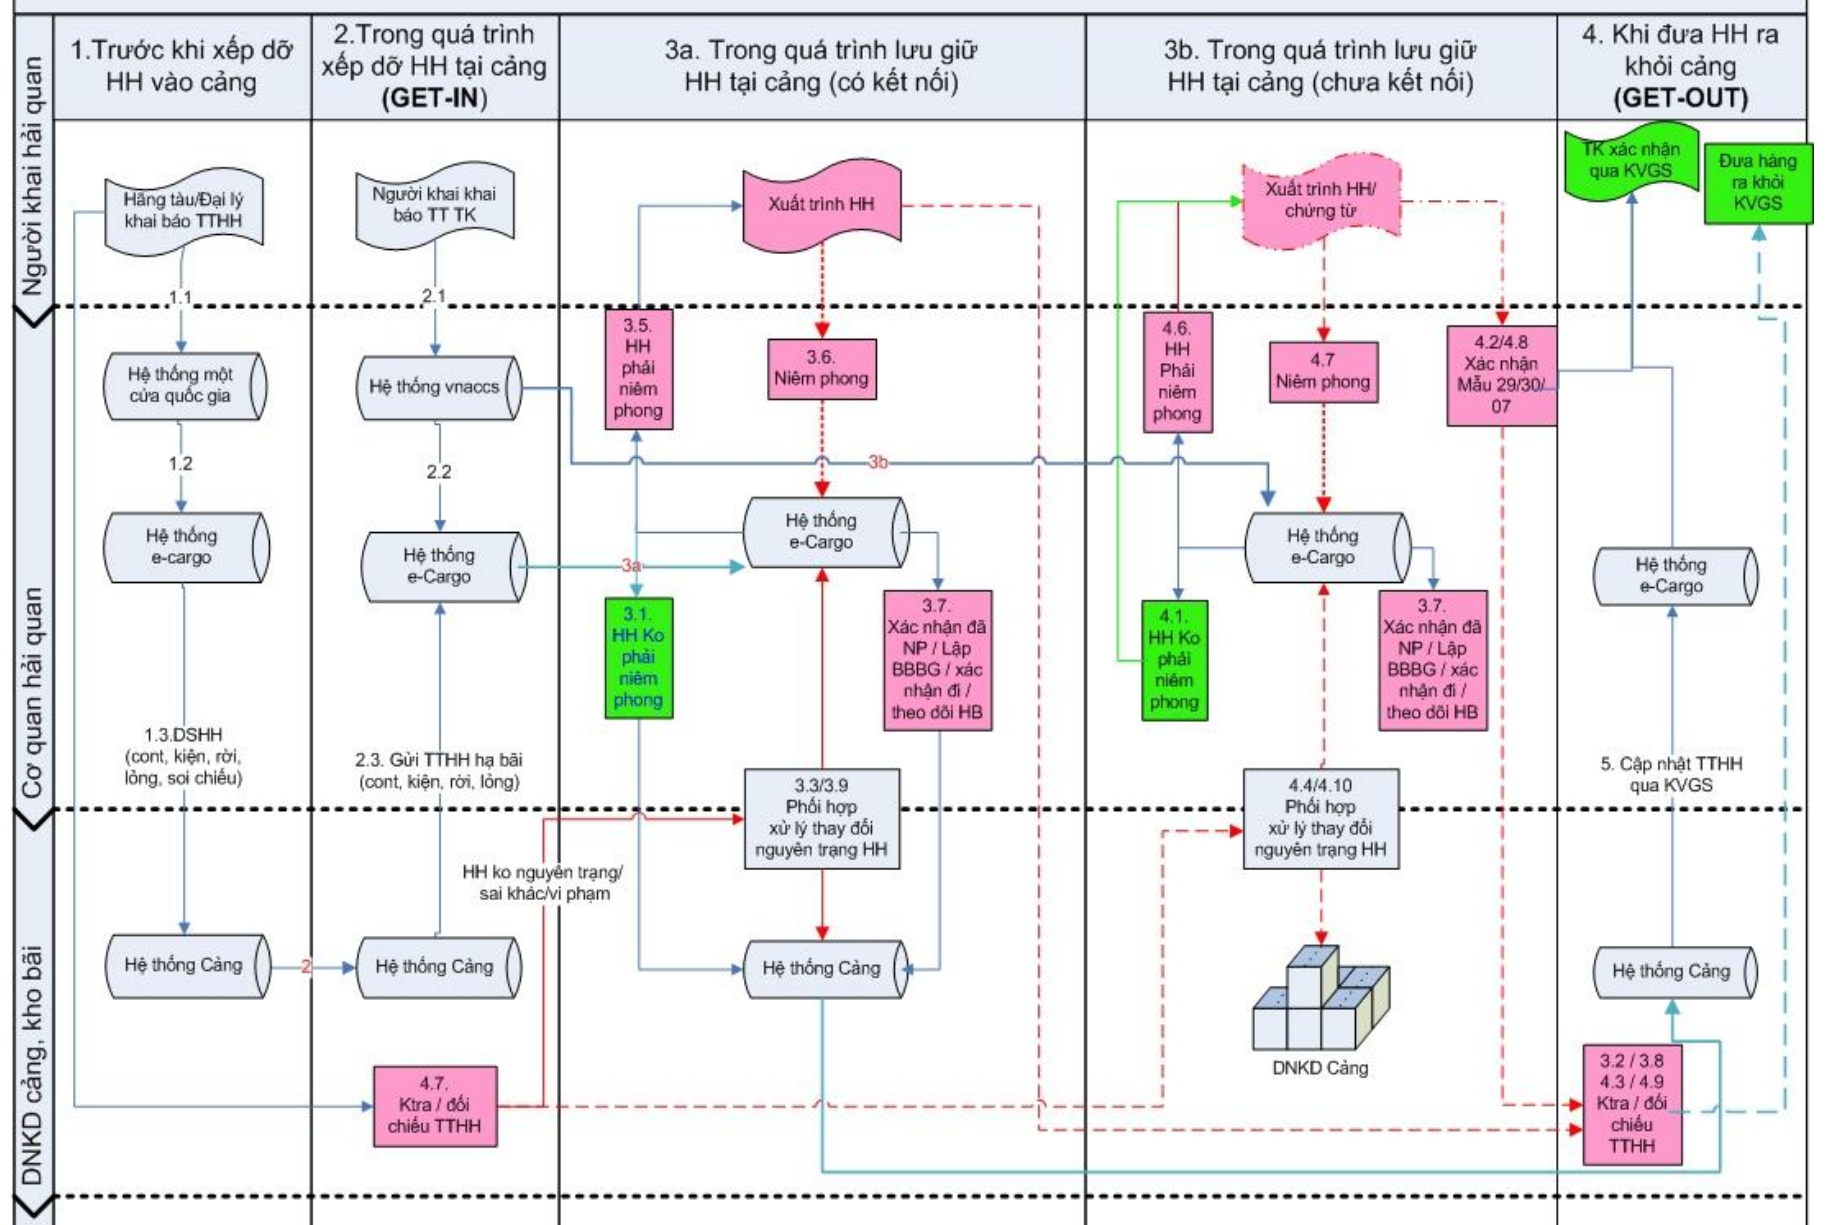 1.Trước khi xếp dỡ
HH vào cảng
2.Trong quá trình
xếp dỡ HH tại cảng
(GET-IN)
3a. Trong quá trình lưu giữ
HH tại cảng (có kết nối)
3b. Trong quá trình lưu giữ
HH tại cảng (chưa kết nối)
4. Khi đưa HH ra
khỏi cảng
(GET-OUT)
Người khai hải quan
Hãng tàu/Đại lý
khai báo TTHH
Người khai khai
báo TT TK
Xuất trình HH
Xuất trình HH/
chứng từ
TK xác nhận
qua KVGS
Đưa hàng
ra khỏi
KVGS
1.1
2.1
Cơ quan hải quan
Hệ thống một
cửa quốc gia
Hệ thống vnaccs
3.5.
HH
phải
niêm
phong
3.6.
Niêm phong
4.6.
HH
Phải
niêm
phong
4.7
Niêm phong
4.2/4.8
Xác nhận
Mẫu 29/30/
07
1.2
2.2
3b
Hệ thống
e-cargo
Hệ thống
e-Cargo
3a
Hệ thống
e-Cargo
Hệ thống
e-Cargo
Hệ thống
e-Cargo
3.1.
HH Ko
phải
niêm
phong
3.7.
Xác nhận đã
NP / Lập
BBBG / xác
nhận đi /
theo dõi HB
4.1.
HH Ko
phải
niêm
phong
3.7.
Xác nhận đã
NP / Lập
BBBG / xác
nhận đi /
theo dõi HB
1.3.DSHH
(cont, kiện, rời,
lỏng, soi chiếu)
2.3. Gửi TTHH hạ bãi
(cont, kiện, rời, lỏng)
5. Cập nhật TTHH
qua KVGS
3.3/3.9
Phối hợp
xử lý thay đổi
nguyên trạng HH
4.4/4.10
Phối hợp
xử lý thay đổi
nguyên trạng HH
DNKD cảng, kho bãi
HH ko nguyên trạng/
sai khác/vi phạm
Hệ thống Cảng
2
Hệ thống Cảng
Hệ thống Cảng
DNKD Cảng
Hệ thống Cảng
4.7.
Ktra / đối
chiếu TTHH
3.2 / 3.8
4.3 / 4.9
Ktra / đối
chiếu
TTHH